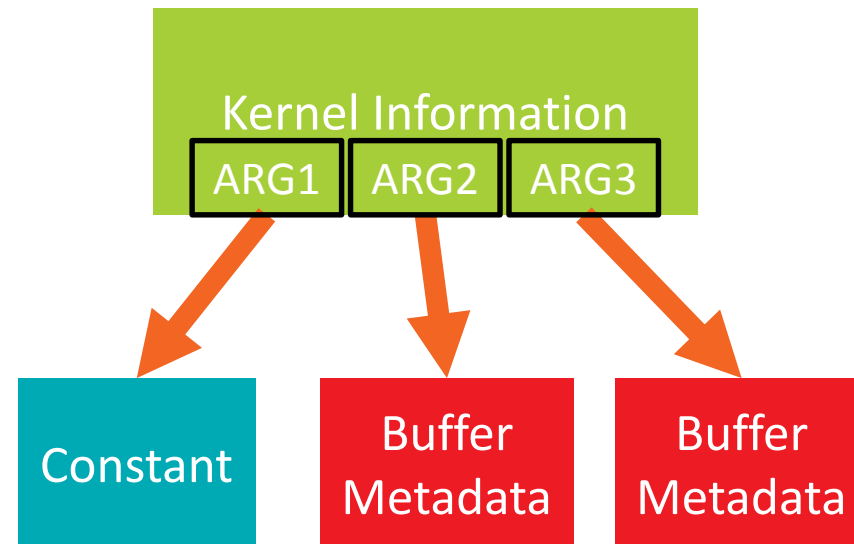 Kernel Information
ARG1 ARG2 ARG3
Constant
Buffer
Metadata
Buffer
Metadata